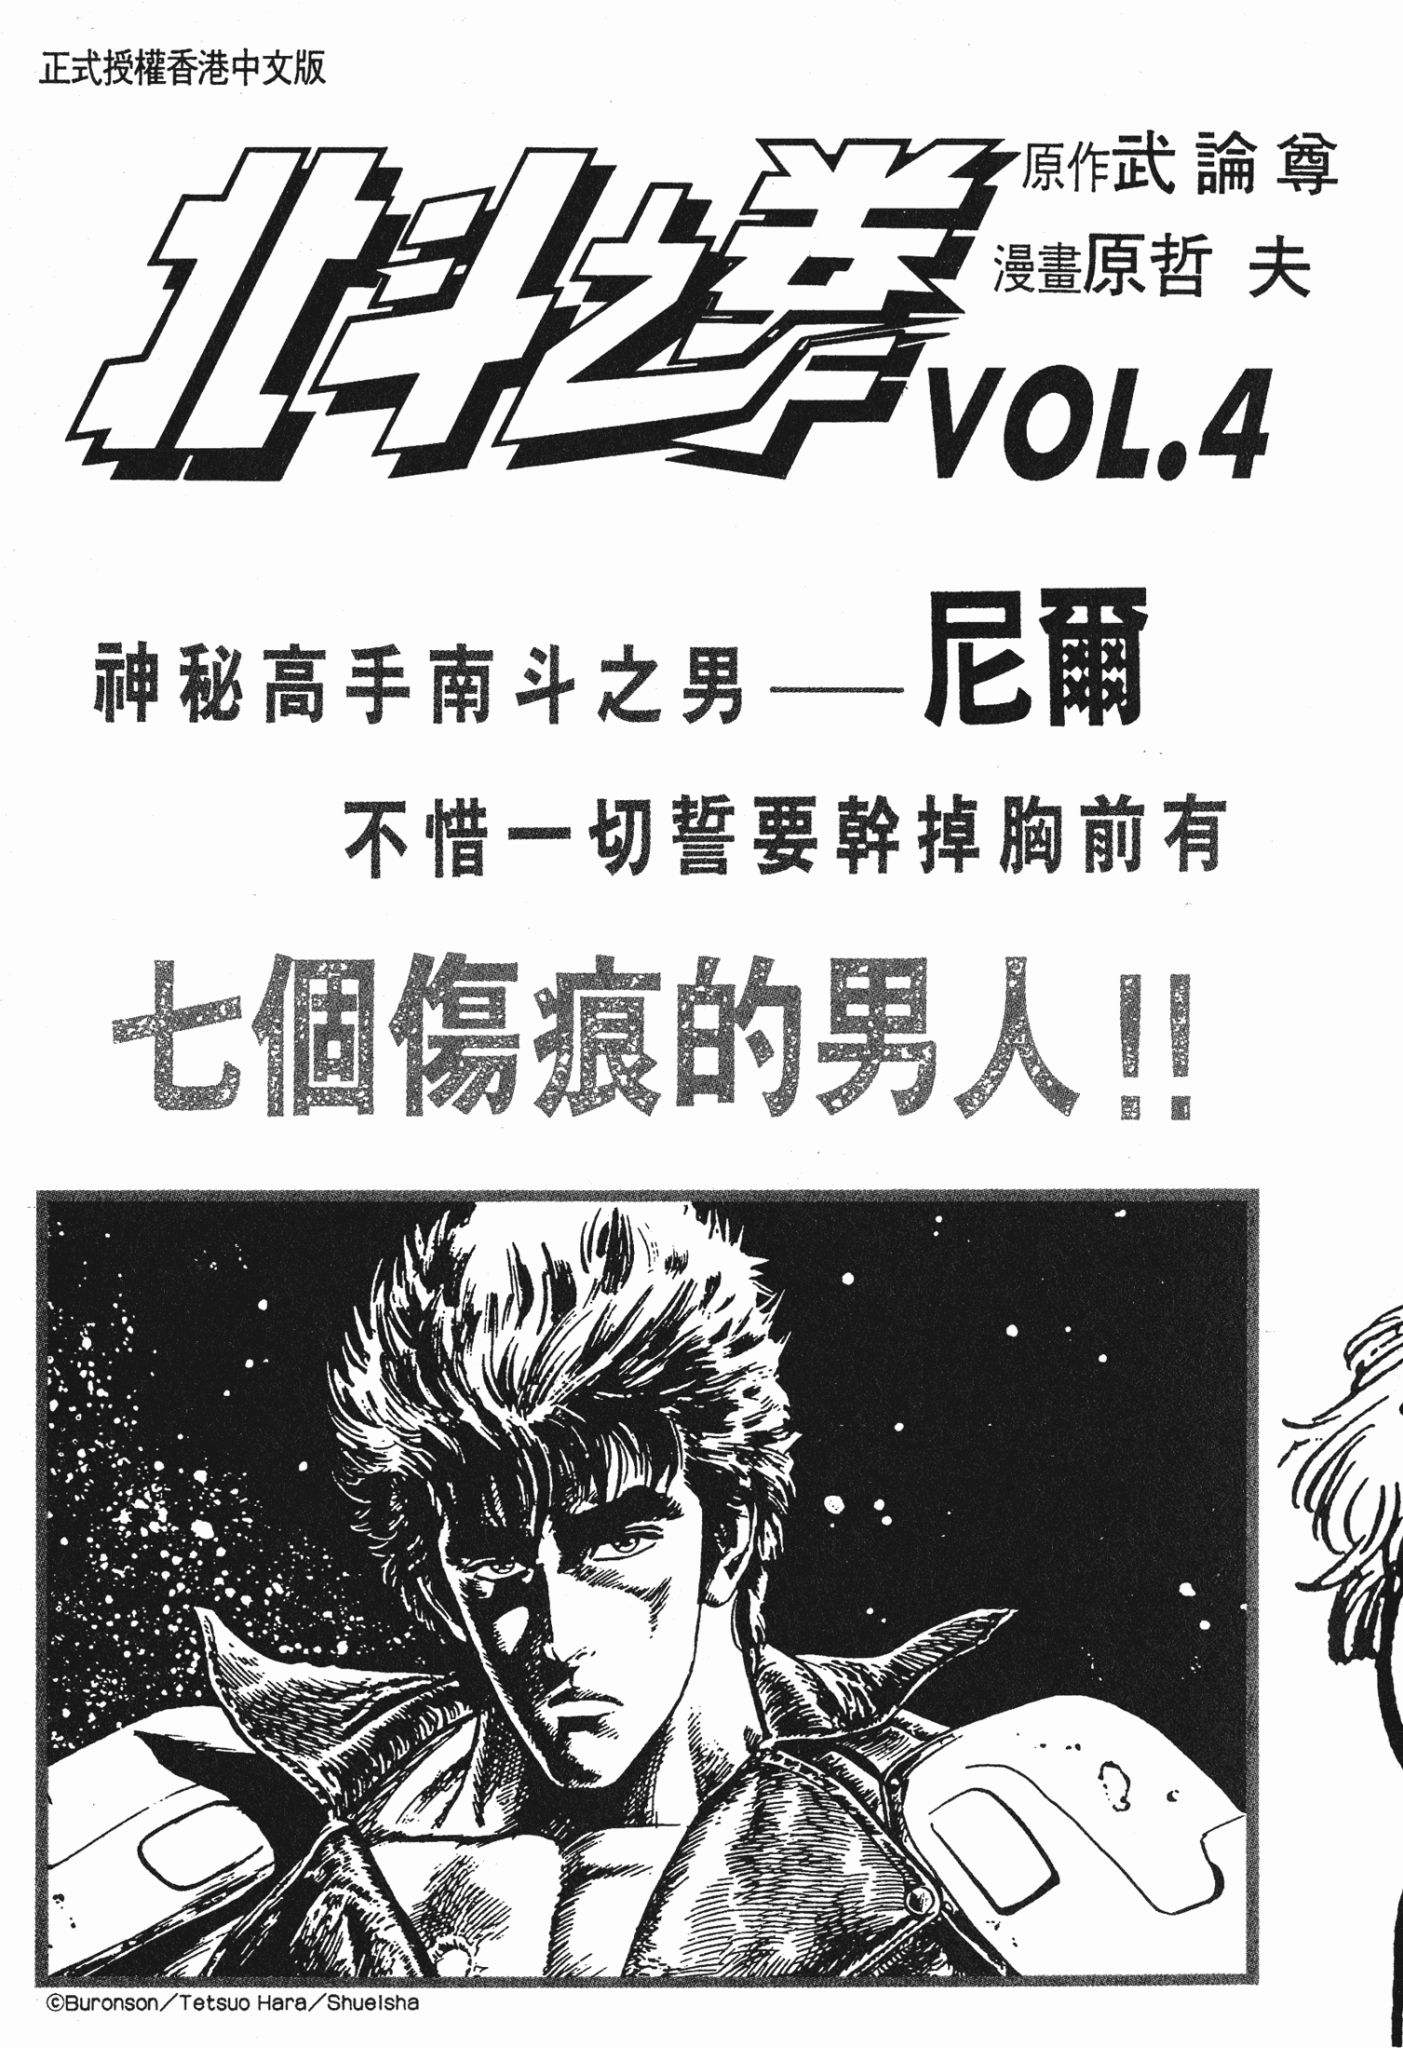 正式授權香港中文版
北斗之拳
原作武論尊
漫畫原哲夫
VOL.4
神秘高手南斗之男——尼爾
不惜一切誓要幹掉胸前有
七個傷痕的男人!!
©Buronson／Tetsuo Hara／Shueisha